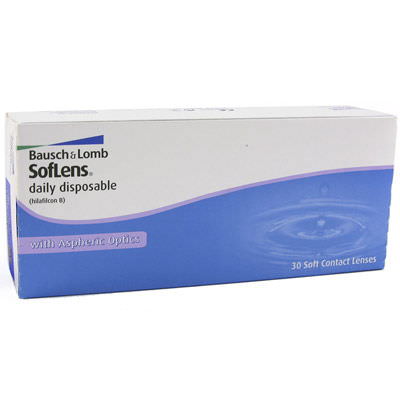 Bausch & Lomb
SofLens®
daily disposable
(hilafilcon B)
with Aspheric Optics
30 Soft Contact Lenses